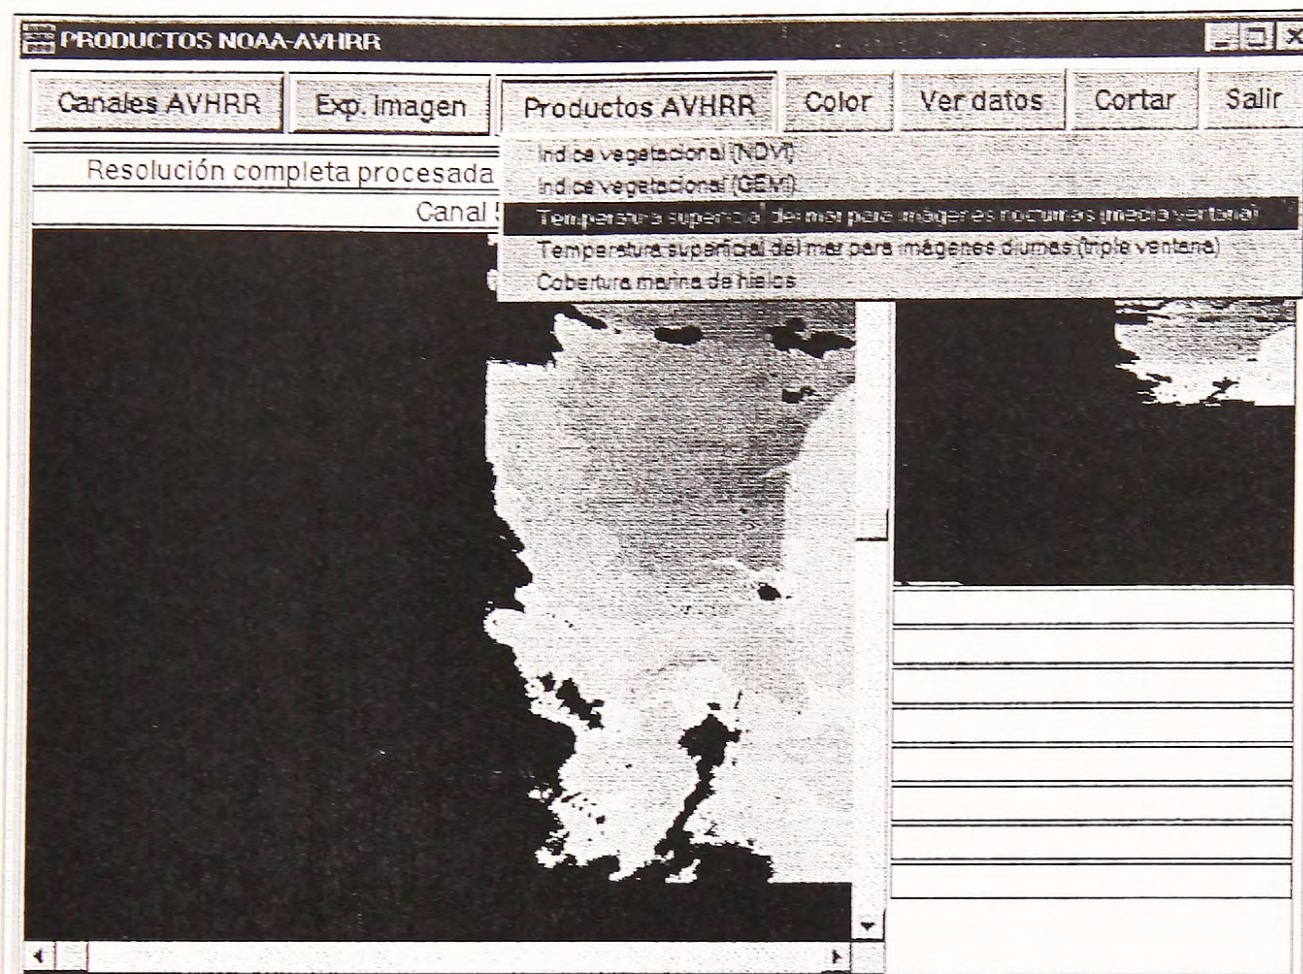 PRODUCTOS NOAA-AVHRR
Canales AVHRR Exp. Imagen Productos AVHRR Color Ver datos Cortar Salir
Indice vegetacional (NDVI)
Indice vegetacional (GEMI)
Temperatura superficial del mar para imágenes nocturnas (media ventana)
Temperatura superficial del mar para imágenes diurnas (triple ventana)
Cobertura marina de hielos
Resolución completa procesada
Canal 5